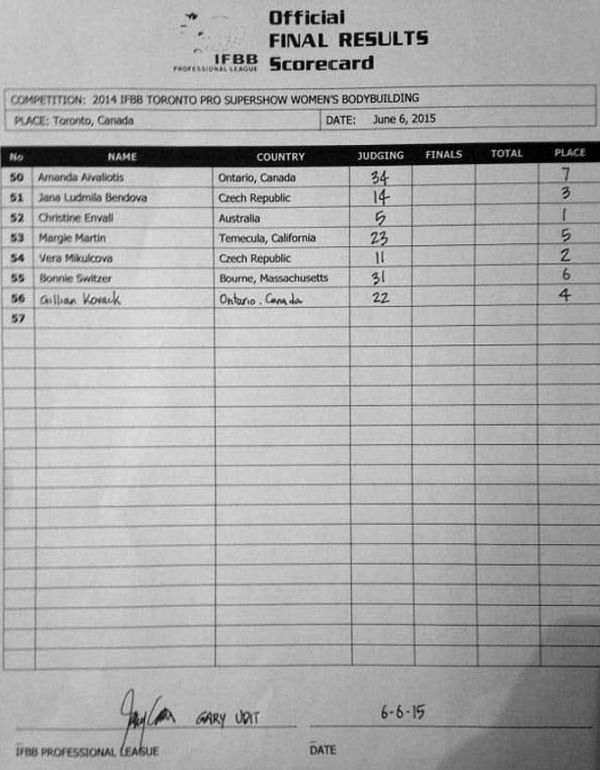 Official
FINAL RESULTS
IFBB
PROFESSIONAL LEAGUE
Scorecard
COMPETITION: 2014 IFBB TORONTO PRO SUPERSHOW WOMEN'S BODYBUILDING
PLACE: Toronto, Canada DATE: June 6, 2015
No NAME COUNTRY JUDGING FINALS TOTAL PLACE
50 Amanda Aivaliotis Ontario, Canada 34 7
51 Jana Ludmila Bendova Czech Republic 14 3
52 Christine Envall Australia 5 1
53 Margie Martin Temecula, California 23 5
54 Vera Mikulcova Czech Republic 11 2
55 Bonnie Switzer Bourne, Massachusetts 31 6
56 Gillian Kovack Ontario. Canada 22 4
57
GARY UDIT 6-6-15
IFBB PROFESSIONAL LEAGUE DATE